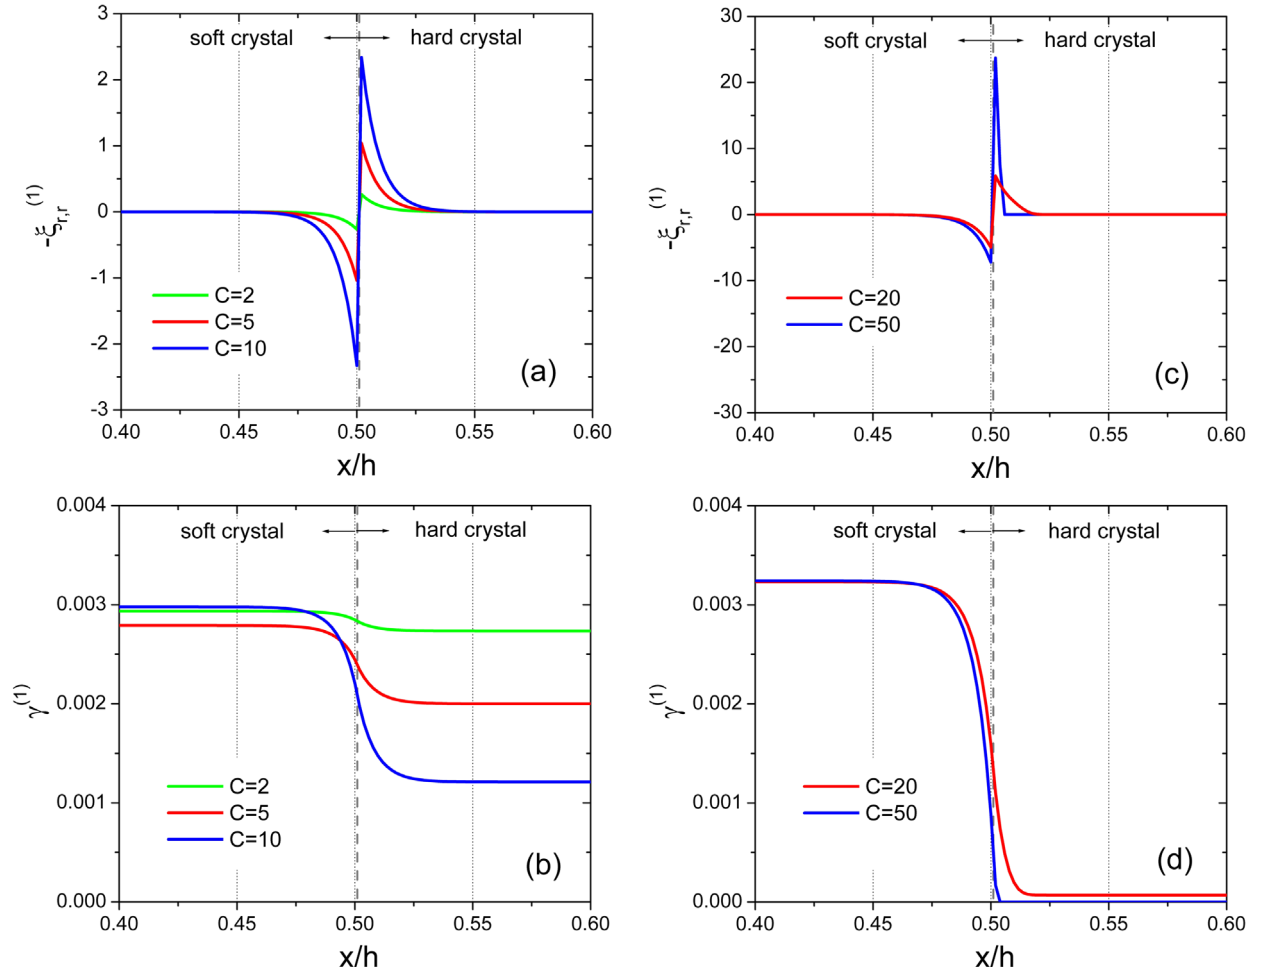 3
2
1
0
-1
-2
-3
-ξr,r(1)
soft crystal
hard crystal
C=2
C=5
C=10
(a)
0.40
0.45
0.50
0.55
0.60
x/h
30
20
10
0
-10
-20
-30
-ξr,r(1)
soft crystal
hard crystal
C=20
C=50
(c)
0.40
0.45
0.50
0.55
0.60
x/h
0.004
0.003
0.002
0.001
0.000
γ(1)
soft crystal
hard crystal
C=2
C=5
C=10
(b)
0.40
0.45
0.50
0.55
0.60
x/h
0.004
0.003
0.002
0.001
0.000
γ(1)
soft crystal
hard crystal
C=20
C=50
(d)
0.40
0.45
0.50
0.55
0.60
x/h